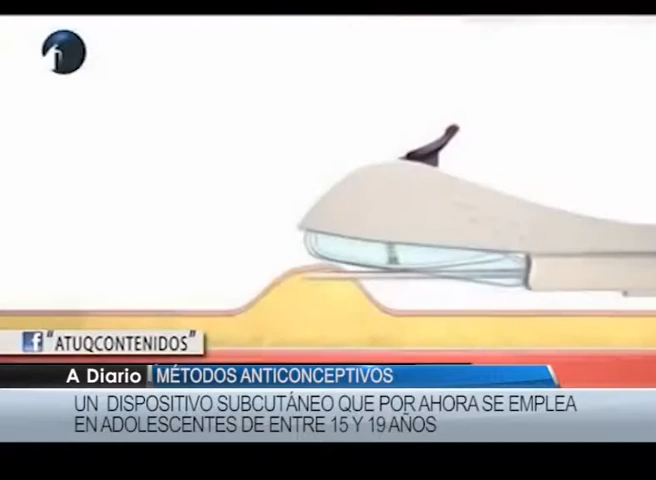 "ATUQCONTENIDOS"
A Diario MÉTODOS ANTICONCEPTIVOS
UN DISPOSITIVO SUBCUTÁNEO QUE POR AHORA SE EMPLEA
EN ADOLESCENTES DE ENTRE 15 Y 19 AÑOS